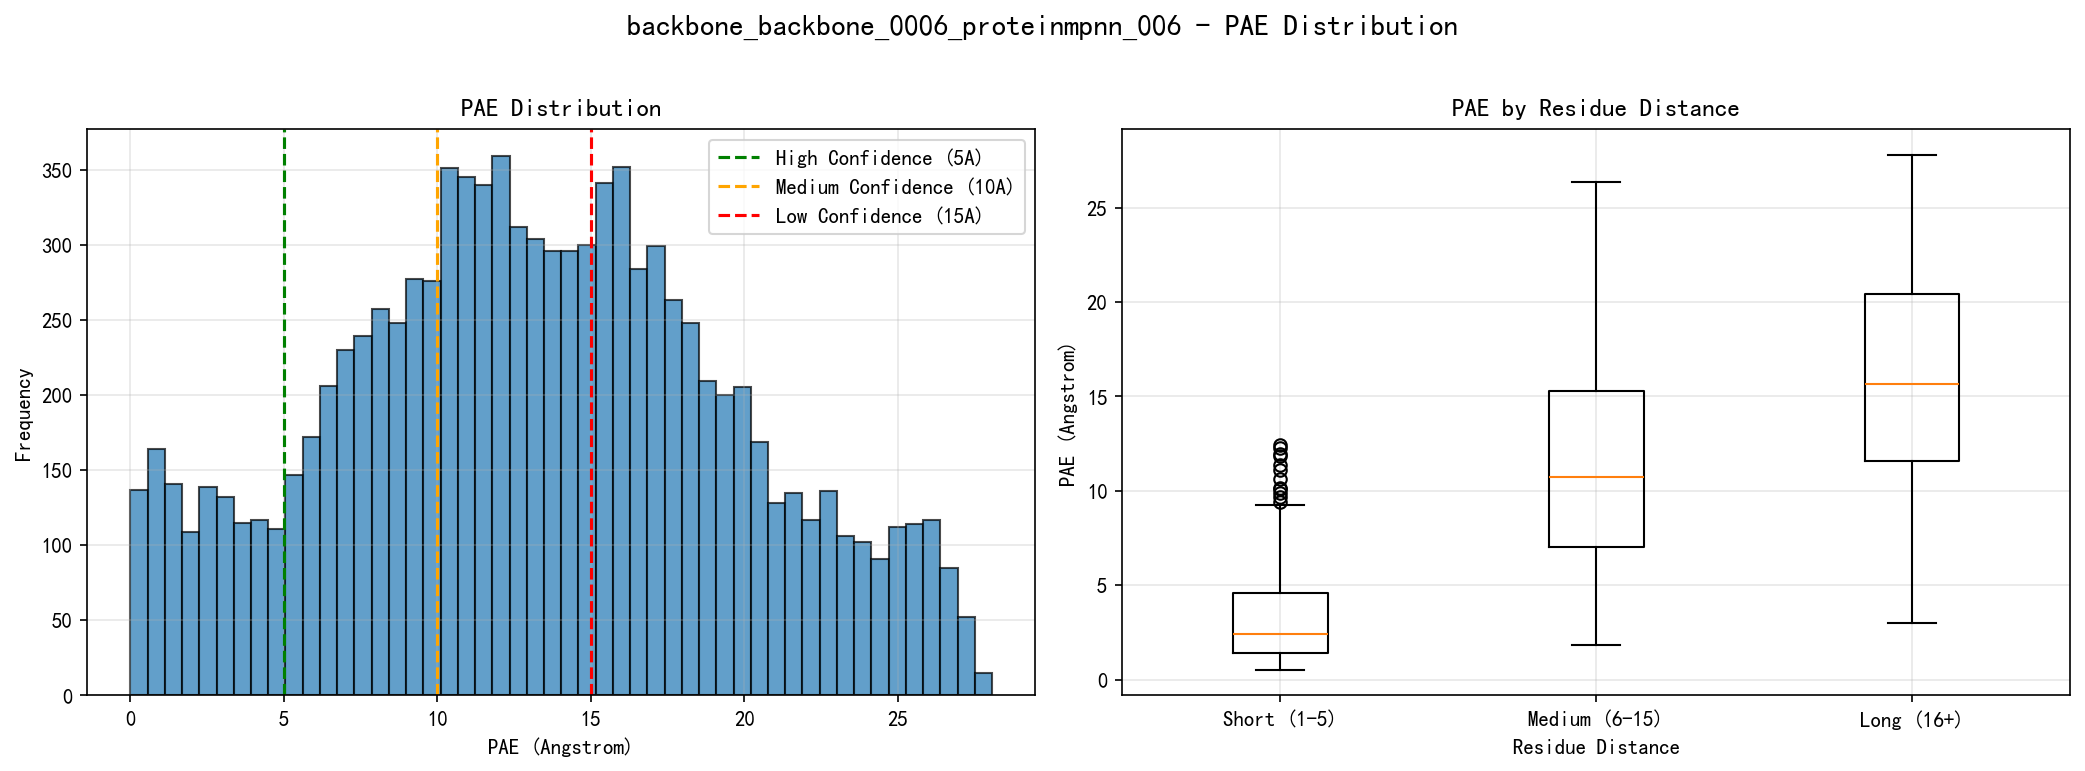 backbone_backbone_0006_proteinmpnn_006 - PAE Distribution
PAE Distribution
Frequency
350
300
250
200
150
100
50
0
High Confidence (5A)
Medium Confidence (10A)
Low Confidence (15A)
0 5 10 15 20 25
PAE (Angstrom)
PAE by Residue Distance
PAE (Angstrom)
25
20
15
10
5
0
Short (1-5) Medium (6-15) Long (16+)
Residue Distance